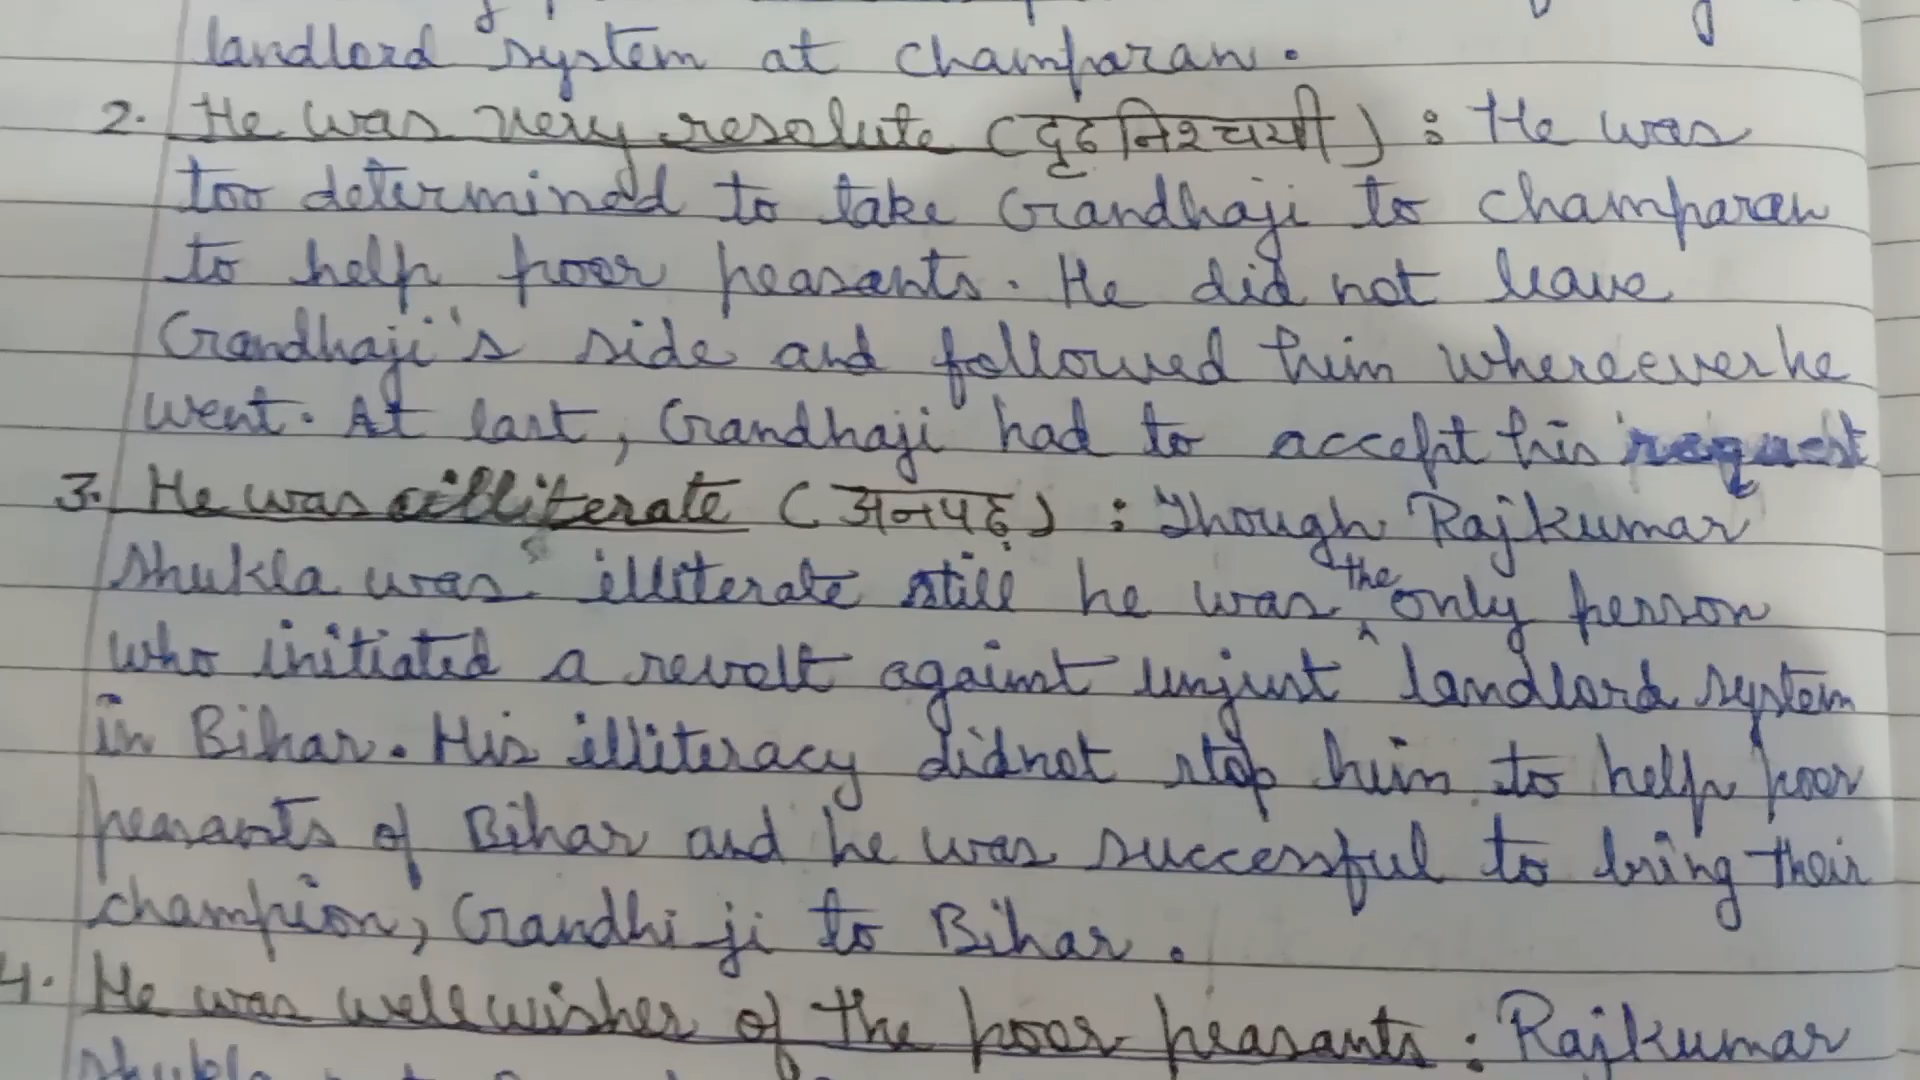 landlord system at Champaran.
2. He was very resolute (दृढ़ निश्चयी) : He was
too determined to take Gandhaji to Champaran
to help poor peasants. He did not leave
Gandhaji's side and followed him whereever he
went. At last, Gandhaji had to accept his request
3. He was illiterate (अनपढ़) : Though Rajkumar
Shukla was illiterate still he was the only person
who initiated a revolt against unjust landlord system
in Bihar. His illiteracy didnot stop him to help poor
peasants of Bihar and he was successful to bring their
champion, Gandhi ji to Bihar.
4. He was well wisher of the poor peasants : Rajkumar
Shukla